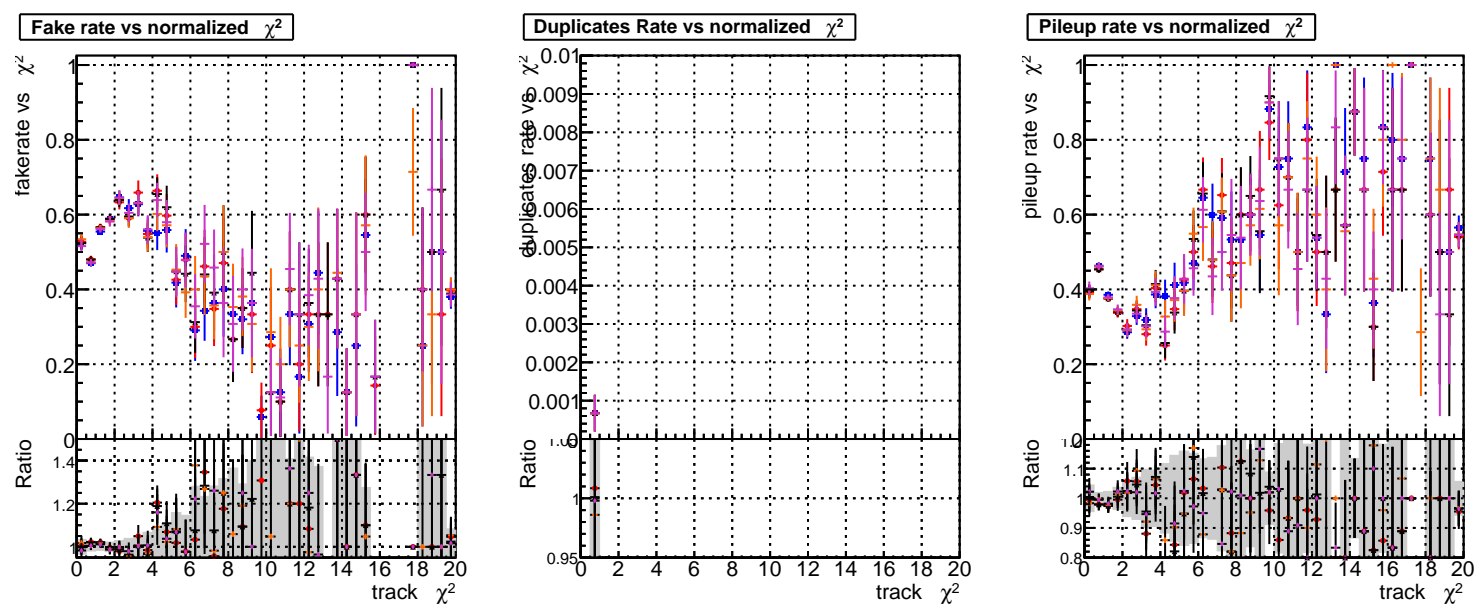 Fake rate vs normalized χ²
fakerate vs χ²
1
0.8
0.6
0.4
0.2
0
Ratio
1.4
1.2
1
0 2 4 6 8 10 12 14 16 18 20
track χ²
Duplicates Rate vs normalized χ²
duplicates rate vs χ²
0.01
0.009
0.008
0.007
0.006
0.005
0.004
0.003
0.002
0.001
0
Ratio
1
0.95
0 2 4 6 8 10 12 14 16 18 20
track χ²
Pileup rate vs normalized χ²
pileup rate vs χ²
1
0.8
0.6
0.4
0.2
0
Ratio
1.1
1
0.9
0.8
0 2 4 6 8 10 12 14 16 18 20
track χ²